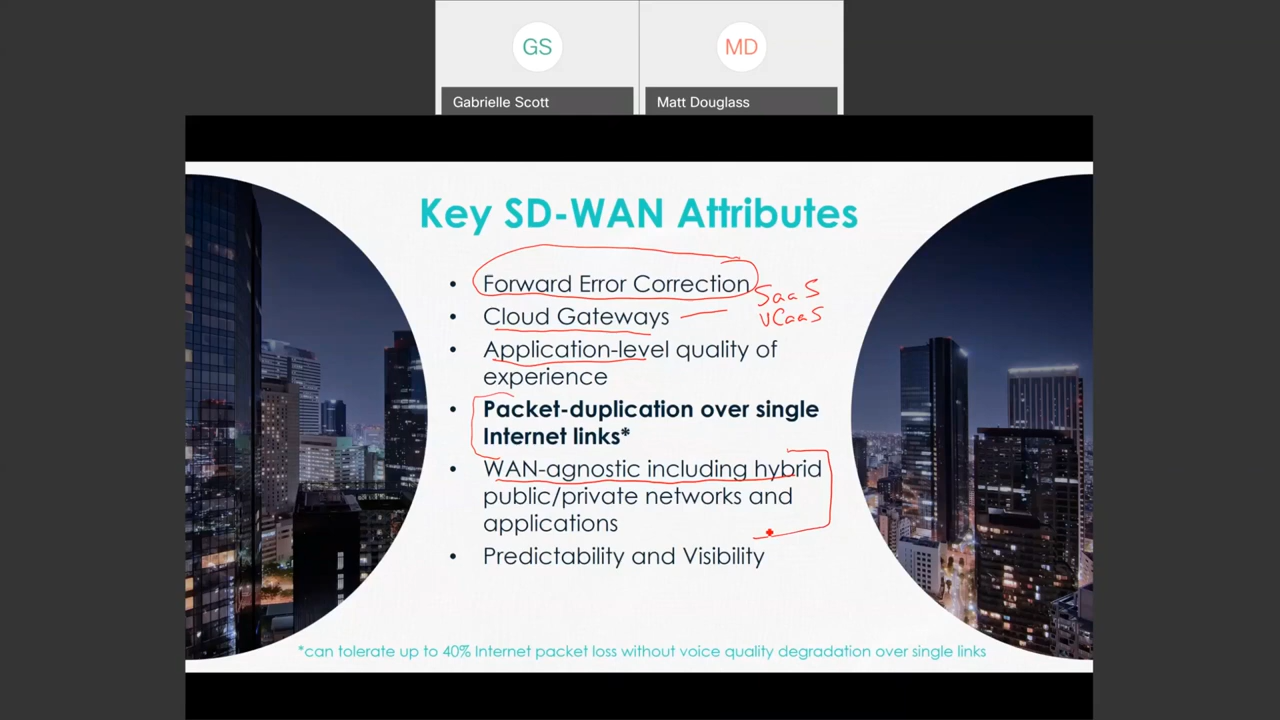 GS
MD
Gabrielle Scott
Matt Douglass
Key SD-WAN Attributes
• Forward Error Correction
SaaS
• Cloud Gateways
UCaaS
• Application-level quality of
experience
• Packet-duplication over single
Internet links*
• WAN-agnostic including hybrid
public/private networks and
applications
• Predictability and Visibility
*can tolerate up to 40% Internet packet loss without voice quality degradation over single links